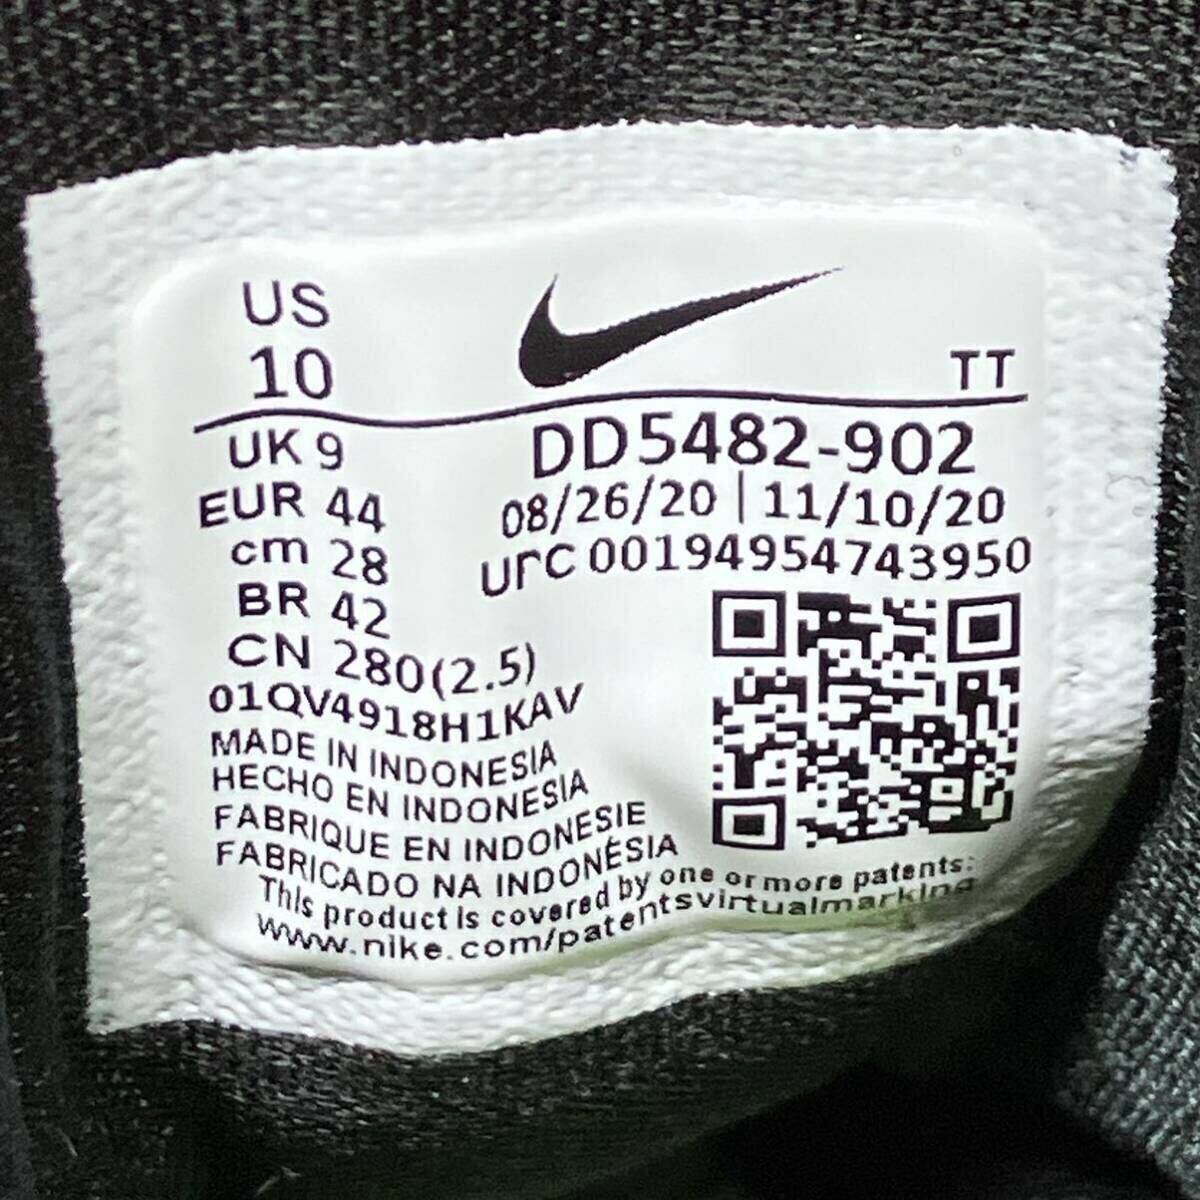 US
10
TT
UK 9
EUR 44
cm 28
BR 42
CN 280(2.5)
DD5482-902
08/26/20 | 11/10/20
UPC 00194954743950
01QV4918H1KAV
MADE IN INDONESIA
HECHO EN INDONESIA
FABRIQUE EN INDONESIE
FABRICADO NA INDONÉSIA
This product is covered by one or more patents:
www.nike.com/patentsvirtualmarking